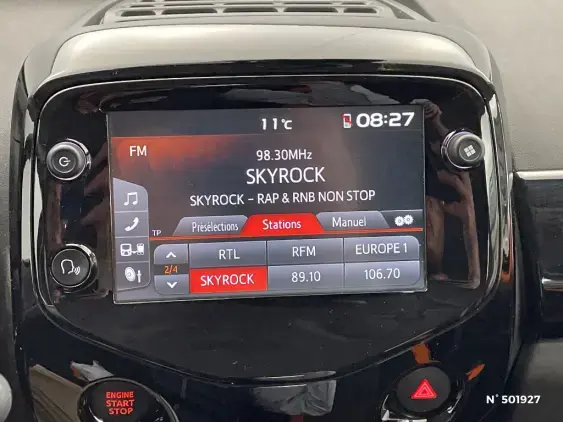 11°C
08:27
FM
98.30MHz
SKYROCK
SKYROCK - RAP & RNB NON STOP
TP
Présélections Stations Manuel
RTL RFM EUROPE 1
2/4
SKYROCK 89.10 106.70
ENGINE
START
STOP
N° 501927